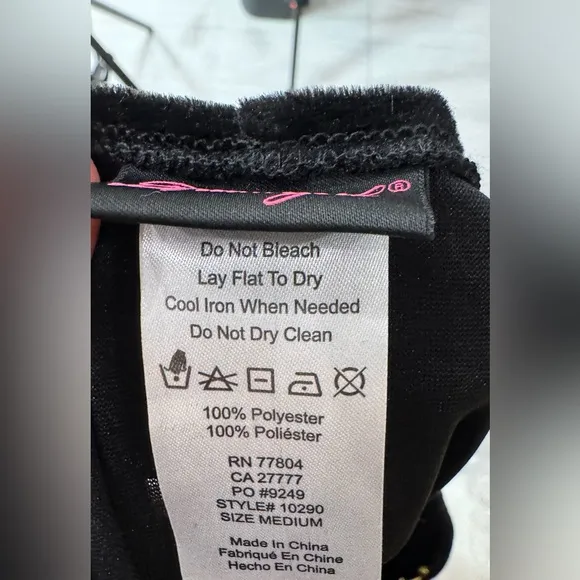 ®
Do Not Bleach
Lay Flat To Dry
Cool Iron When Needed
Do Not Dry Clean
100% Polyester
100% Poliéster
RN 77804
CA 27777
PO #9249
STYLE# 10290
SIZE MEDIUM
Made In China
Fabriqué En Chine
Hecho En China